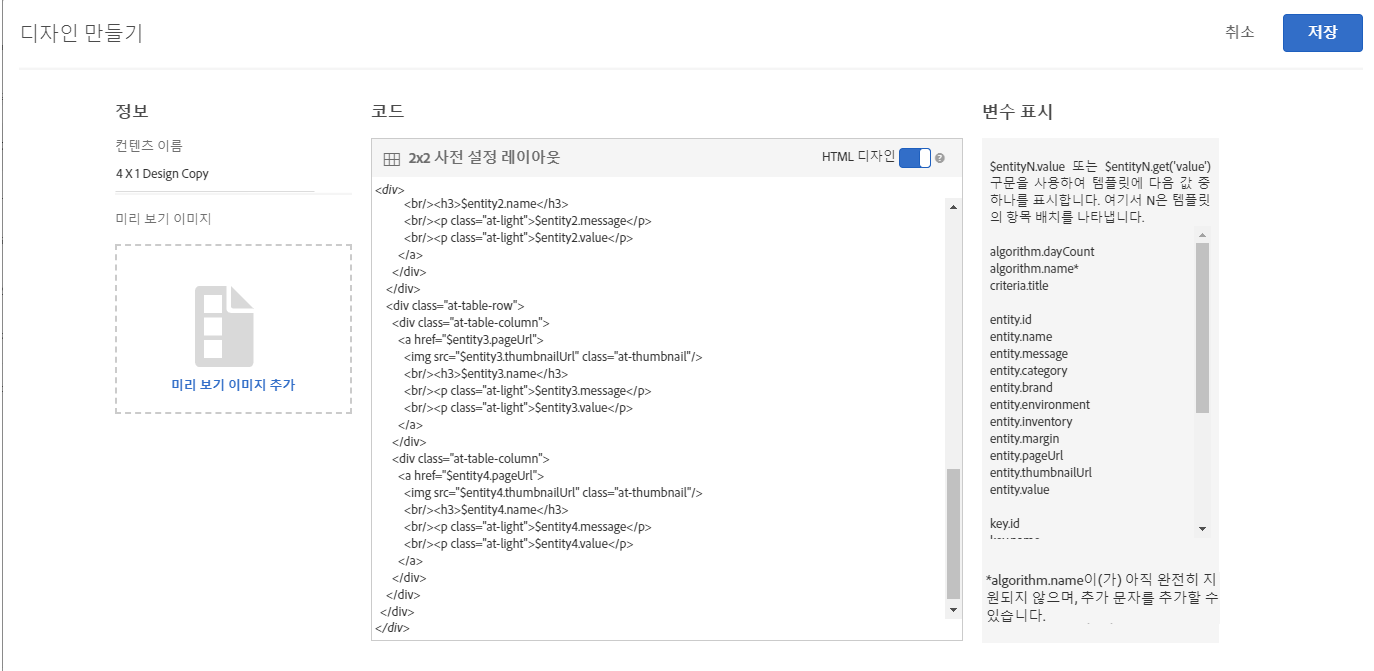 디자인 만들기
취소
저장
정보
컨텐츠 이름
4 X 1 Design Copy
미리 보기 이미지
미리 보기 이미지 추가
코드
2x2 사전 설정 레이아웃
HTML 디자인
?
<div>
<br/><h3>$entity2.name</h3>
<br/><p class="at-light">$entity2.message</p>
<br/><p class="at-light">$entity2.value</p>
</a>
</div>
</div>
<div class="at-table-row">
<div class="at-table-column">
<a href="$entity3.pageUrl">
<img src="$entity3.thumbnailUrl" class="at-thumbnail"/>
<br/><h3>$entity3.name</h3>
<br/><p class="at-light">$entity3.message</p>
<br/><p class="at-light">$entity3.value</p>
</a>
</div>
<div class="at-table-column">
<a href="$entity4.pageUrl">
<img src="$entity4.thumbnailUrl" class="at-thumbnail"/>
<br/><h3>$entity4.name</h3>
<br/><p class="at-light">$entity4.message</p>
<br/><p class="at-light">$entity4.value</p>
</a>
</div>
</div>
</div>
</div>
변수 표시
$entityN.value 또는 $entityN.get('value')
구문을 사용하여 템플릿에 다음 값 중
하나를 표시합니다. 여기서 N은 템플릿
의 항목 배치를 나타냅니다.
algorithm.dayCount
algorithm.name*
criteria.title
entity.id
entity.name
entity.message
entity.category
entity.brand
entity.environment
entity.inventory
entity.margin
entity.pageUrl
entity.thumbnailUrl
entity.value
key.id
*algorithm.name이(가) 아직 완전히 지
원되지 않으며, 추가 문자를 추가할 수
있습니다.